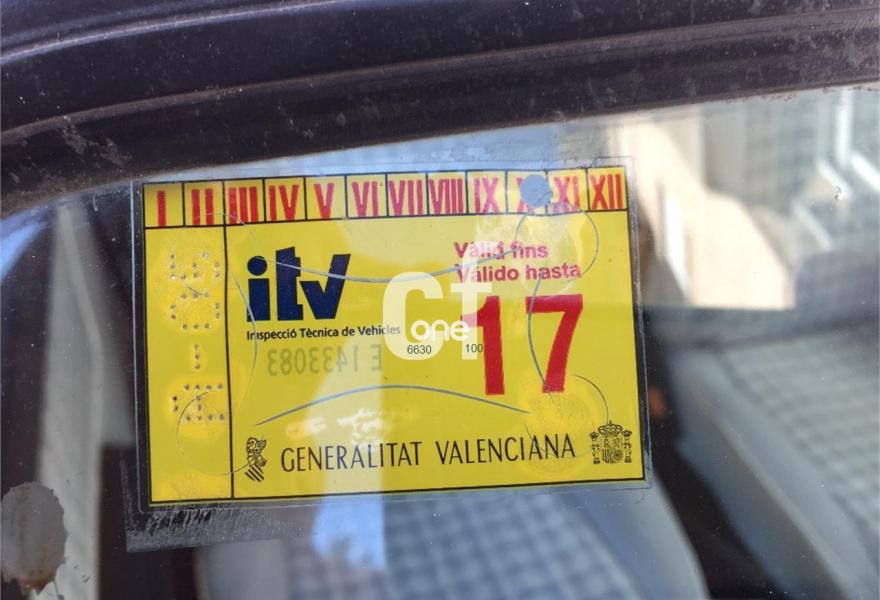 I II III IV V VI VII VIII IX X XI XII
itv
Vàlid fins
Válido hasta
17
Inspecció Tècnica de Vehicles
CT
one
6630 100
E 1433083
GENERALITAT VALENCIANA